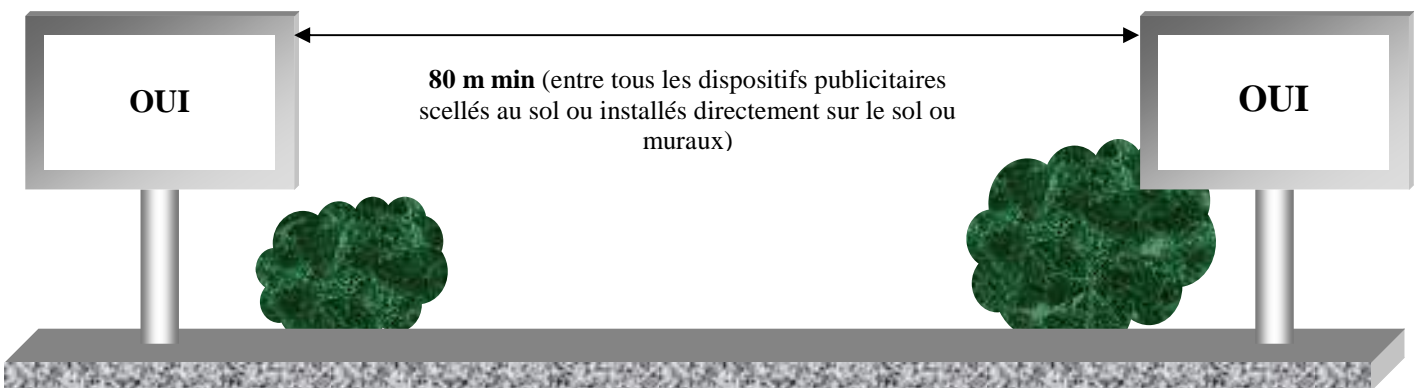 OUI
80 m min (entre tous les dispositifs publicitaires
scellés au sol ou installés directement sur le sol ou
muraux)
OUI